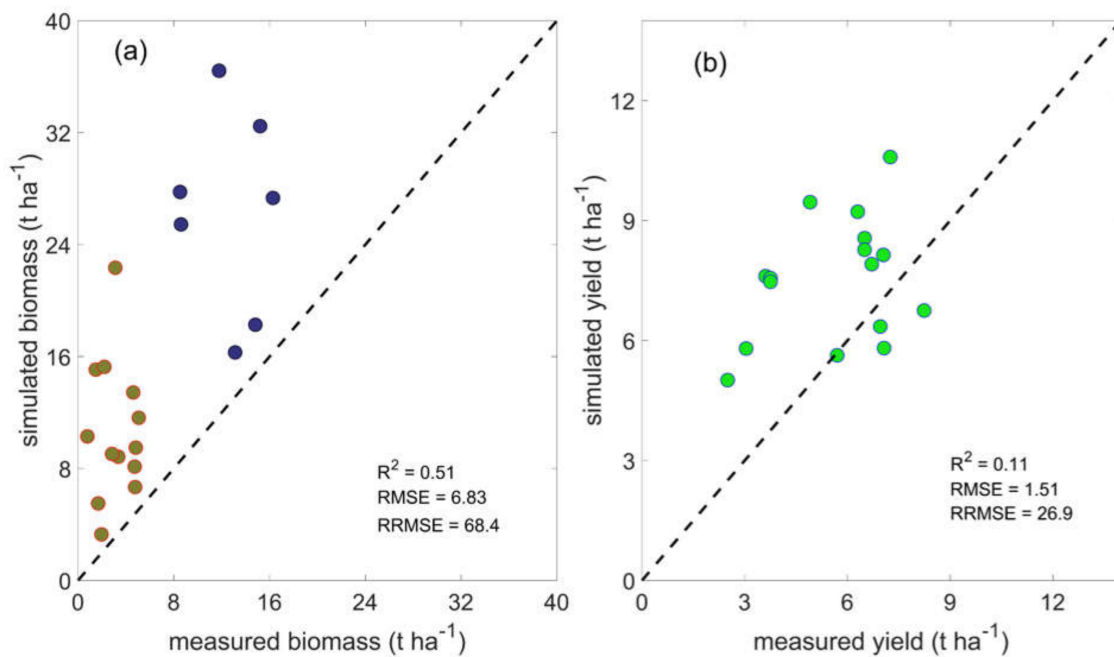 (a)
simulated biomass (t ha⁻¹)
40
32
24
16
8
0
R² = 0.51
RMSE = 6.83
RRMSE = 68.4
0 8 16 24 32 40
measured biomass (t ha⁻¹)
(b)
simulated yield (t ha⁻¹)
12
9
6
3
0
R² = 0.11
RMSE = 1.51
RRMSE = 26.9
0 3 6 9 12
measured yield (t ha⁻¹)